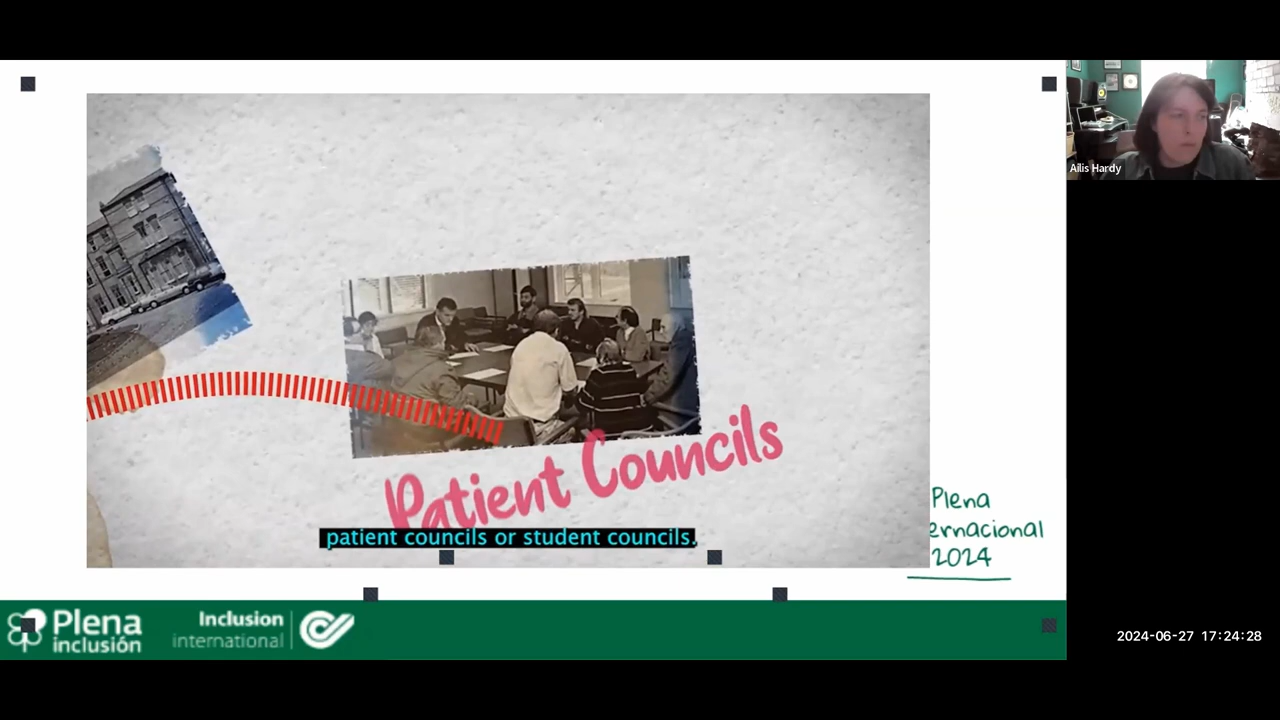 Ailis Hardy
Patient Councils
patient councils or student councils.
Plena
ernacional
2024
Plena
inclusión
Inclusion
international
2024-06-27 17:24:28